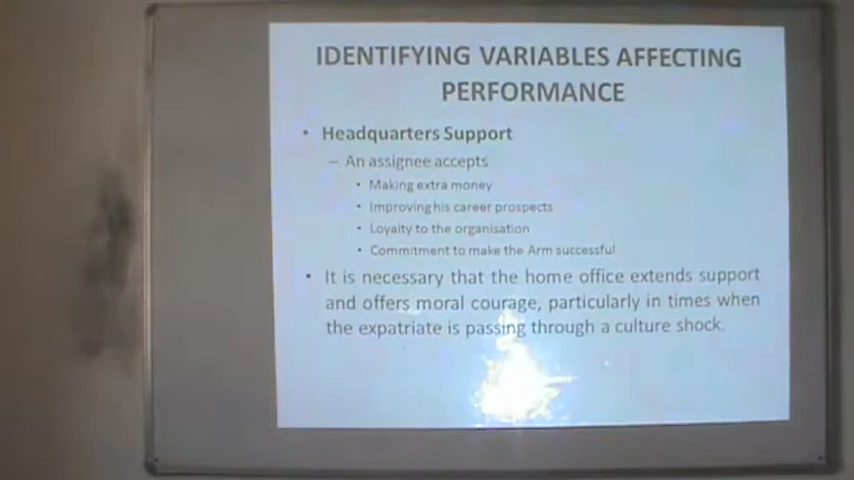 IDENTIFYING VARIABLES AFFECTING
PERFORMANCE
• Headquarters Support
– An assignee accepts
• Making extra money
• Improving his career prospects
• Loyalty to the organisation
• Commitment to make the Arm successful
• It is necessary that the home office extends support
and offers moral courage, particularly in times when
the expatriate is passing through a culture shock.